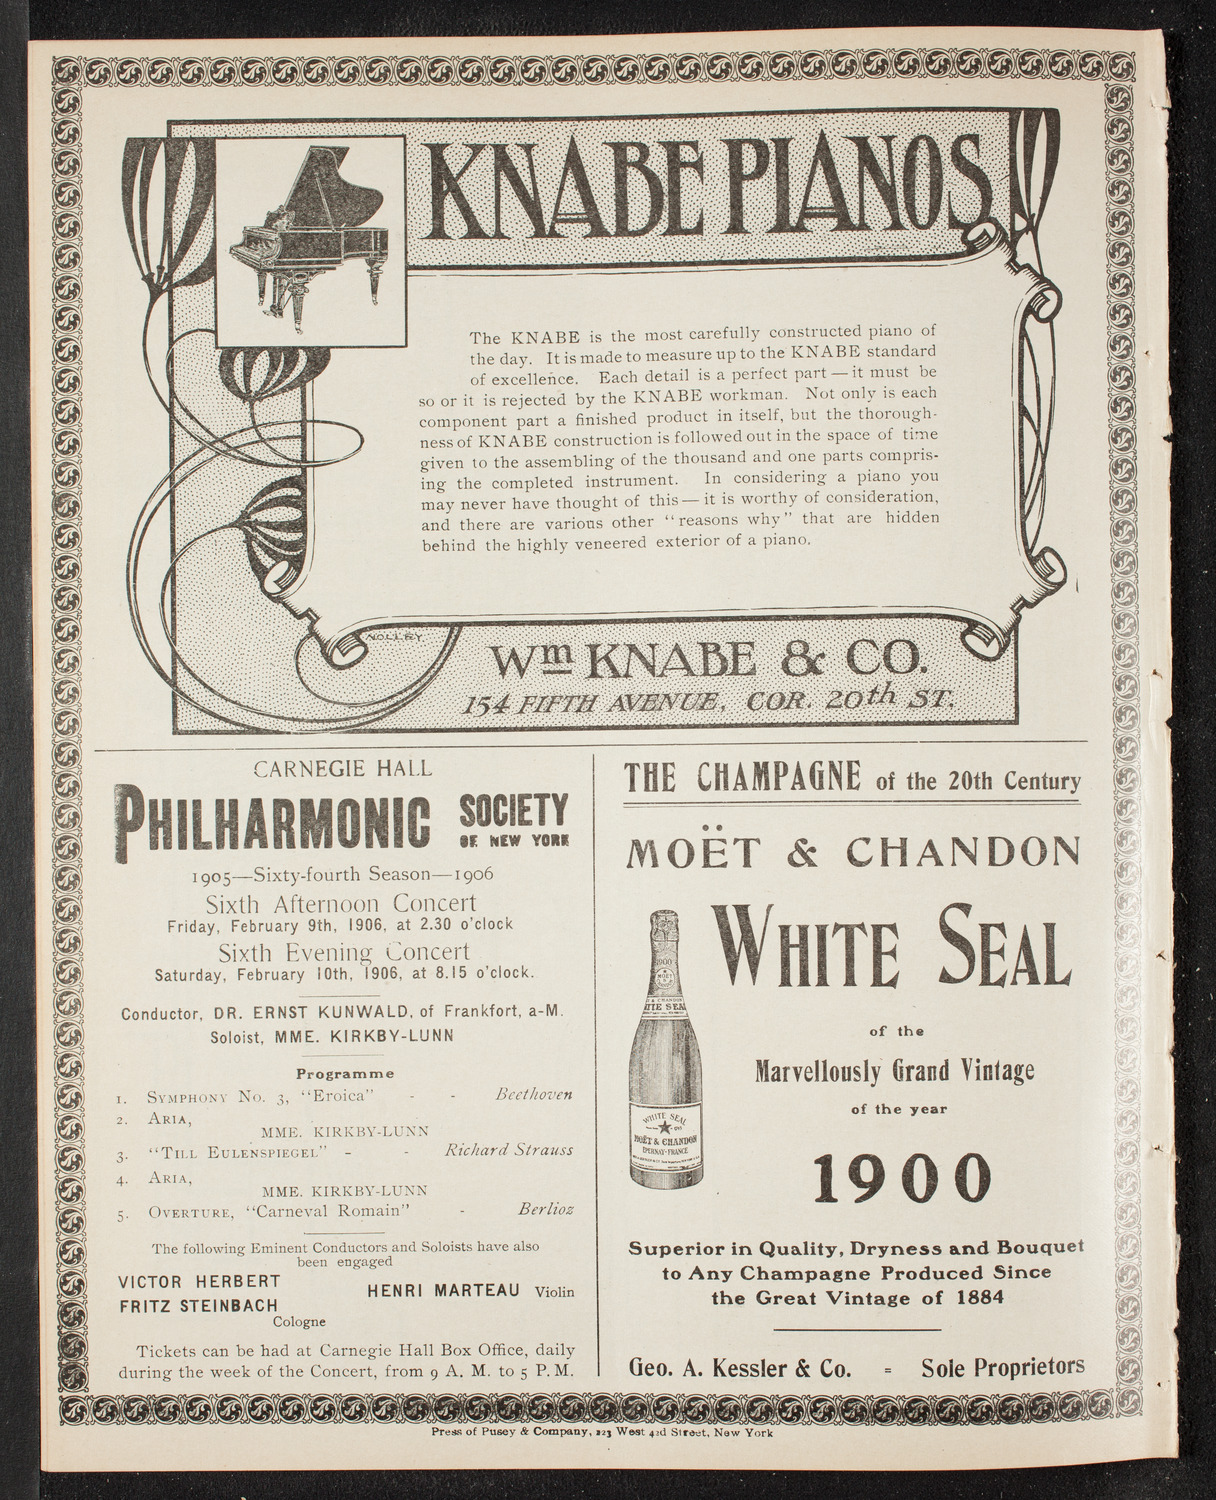 KNABE PIANOS
The KNABE is the most carefully constructed piano of
the day. It is made to measure up to the KNABE standard
of excellence. Each detail is a perfect part — it must be
so or it is rejected by the KNABE workman. Not only is each
component part a finished product in itself, but the thorough-
ness of KNABE construction is followed out in the space of time
given to the assembling of the thousand and one parts compris-
ing the completed instrument. In considering a piano you
may never have thought of this — it is worthy of consideration,
and there are various other "reasons why" that are hidden
behind the highly veneered exterior of a piano.
NOLLEY
Wm KNABE & CO.
154 FIFTH AVENUE, COR. 20th ST.
CARNEGIE HALL
PHILHARMONIC SOCIETY
OF NEW YORK
1905—Sixty-fourth Season—1906
Sixth Afternoon Concert
Friday, February 9th, 1906, at 2.30 o'clock
Sixth Evening Concert
Saturday, February 10th, 1906, at 8.15 o'clock.
Conductor, DR. ERNST KUNWALD, of Frankfort, a-M.
Soloist, MME. KIRKBY-LUNN
Programme
1. SYMPHONY NO. 3, "Eroica" - - Beethoven
2. ARIA,
MME. KIRKBY-LUNN
3. "TILL EULENSPIEGEL" - - Richard Strauss
4. ARIA,
MME. KIRKBY-LUNN
5. OVERTURE, "Carneval Romain" - Berlioz
The following Eminent Conductors and Soloists have also
been engaged
VICTOR HERBERT
HENRI MARTEAU Violin
FRITZ STEINBACH
Cologne
Tickets can be had at Carnegie Hall Box Office, daily
during the week of the Concert, from 9 A. M. to 5 P. M.
THE CHAMPAGNE of the 20th Century
MOËT & CHANDON
WHITE SEAL
1900
MOËT
& CHANDON
WHITE SEAL
MOËT & CHANDON
EPERNAY-FRANCE
of the
Marvellously Grand Vintage
of the year
1900
Superior in Quality, Dryness and Bouquet
to Any Champagne Produced Since
the Great Vintage of 1884
Geo. A. Kessler & Co. = Sole Proprietors
Press of Pusey & Company, 223 West 42d Street, New York